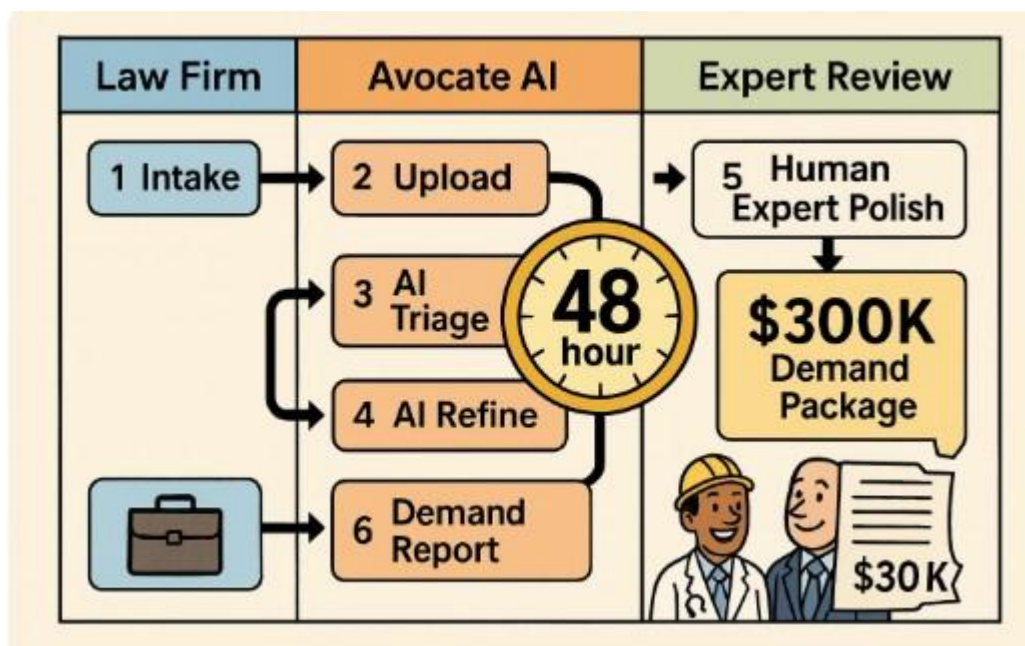 Law Firm
Avocate AI
Expert Review
1 Intake
2 Upload
3 AI
Triage
4 AI Refine
6 Demand
Report
48
hour
5 Human
Expert Polish
$300K
Demand
Package
$30K